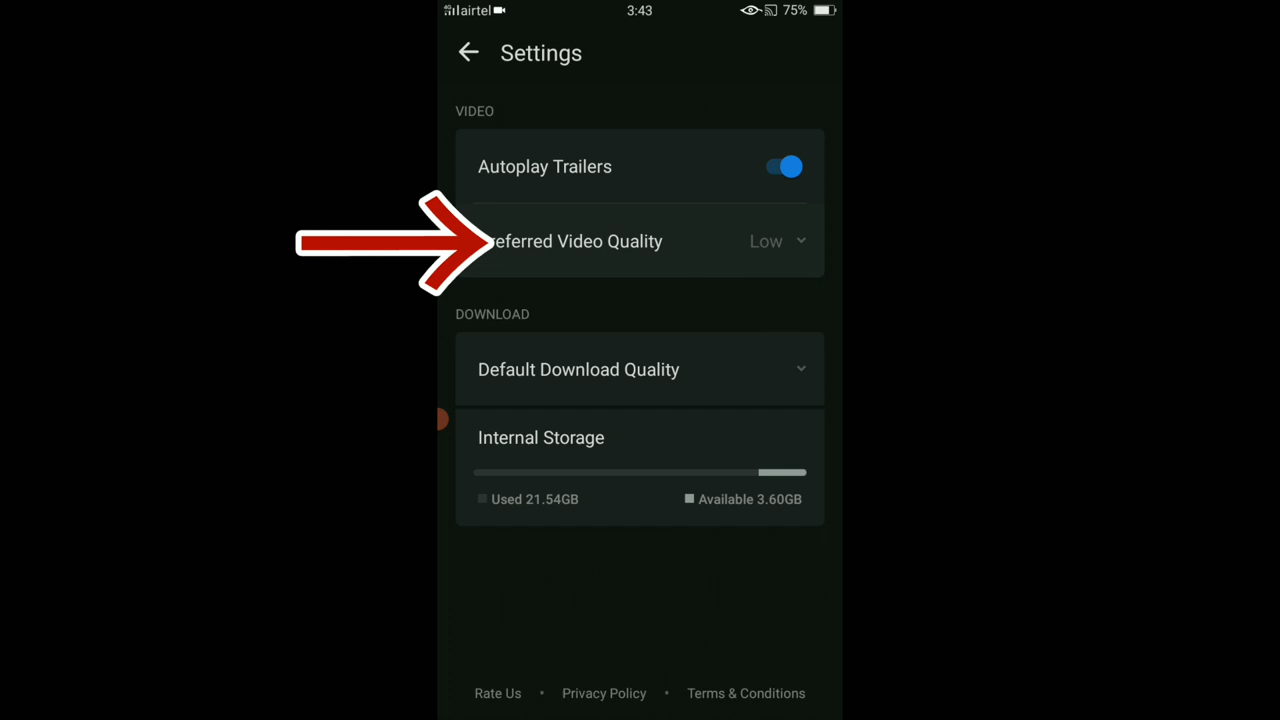 airtel 3:43 75%
Settings
VIDEO
Autoplay Trailers
referred Video Quality Low
DOWNLOAD
Default Download Quality
Internal Storage
Used 21.54GB Available 3.60GB
Rate Us • Privacy Policy • Terms & Conditions